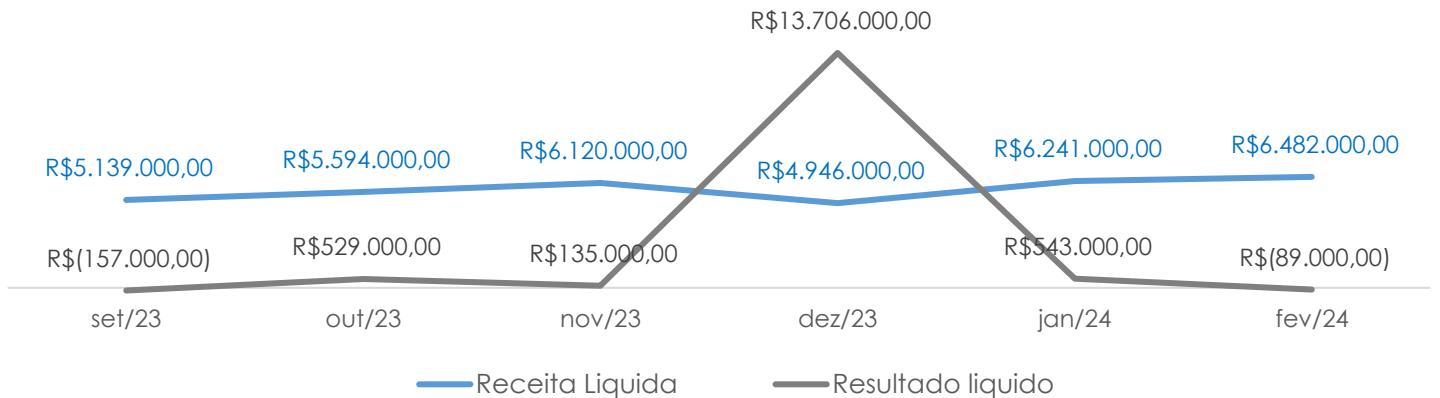 R$13.706.000,00
R$5.139.000,00
R$5.594.000,00
R$6.120.000,00
R$4.946.000,00
R$6.241.000,00
R$6.482.000,00
R$(157.000,00)
R$529.000,00
R$135.000,00
R$543.000,00
R$(89.000,00)
set/23 out/23 nov/23 dez/23 jan/24 fev/24
Receita Liquida Resultado liquido